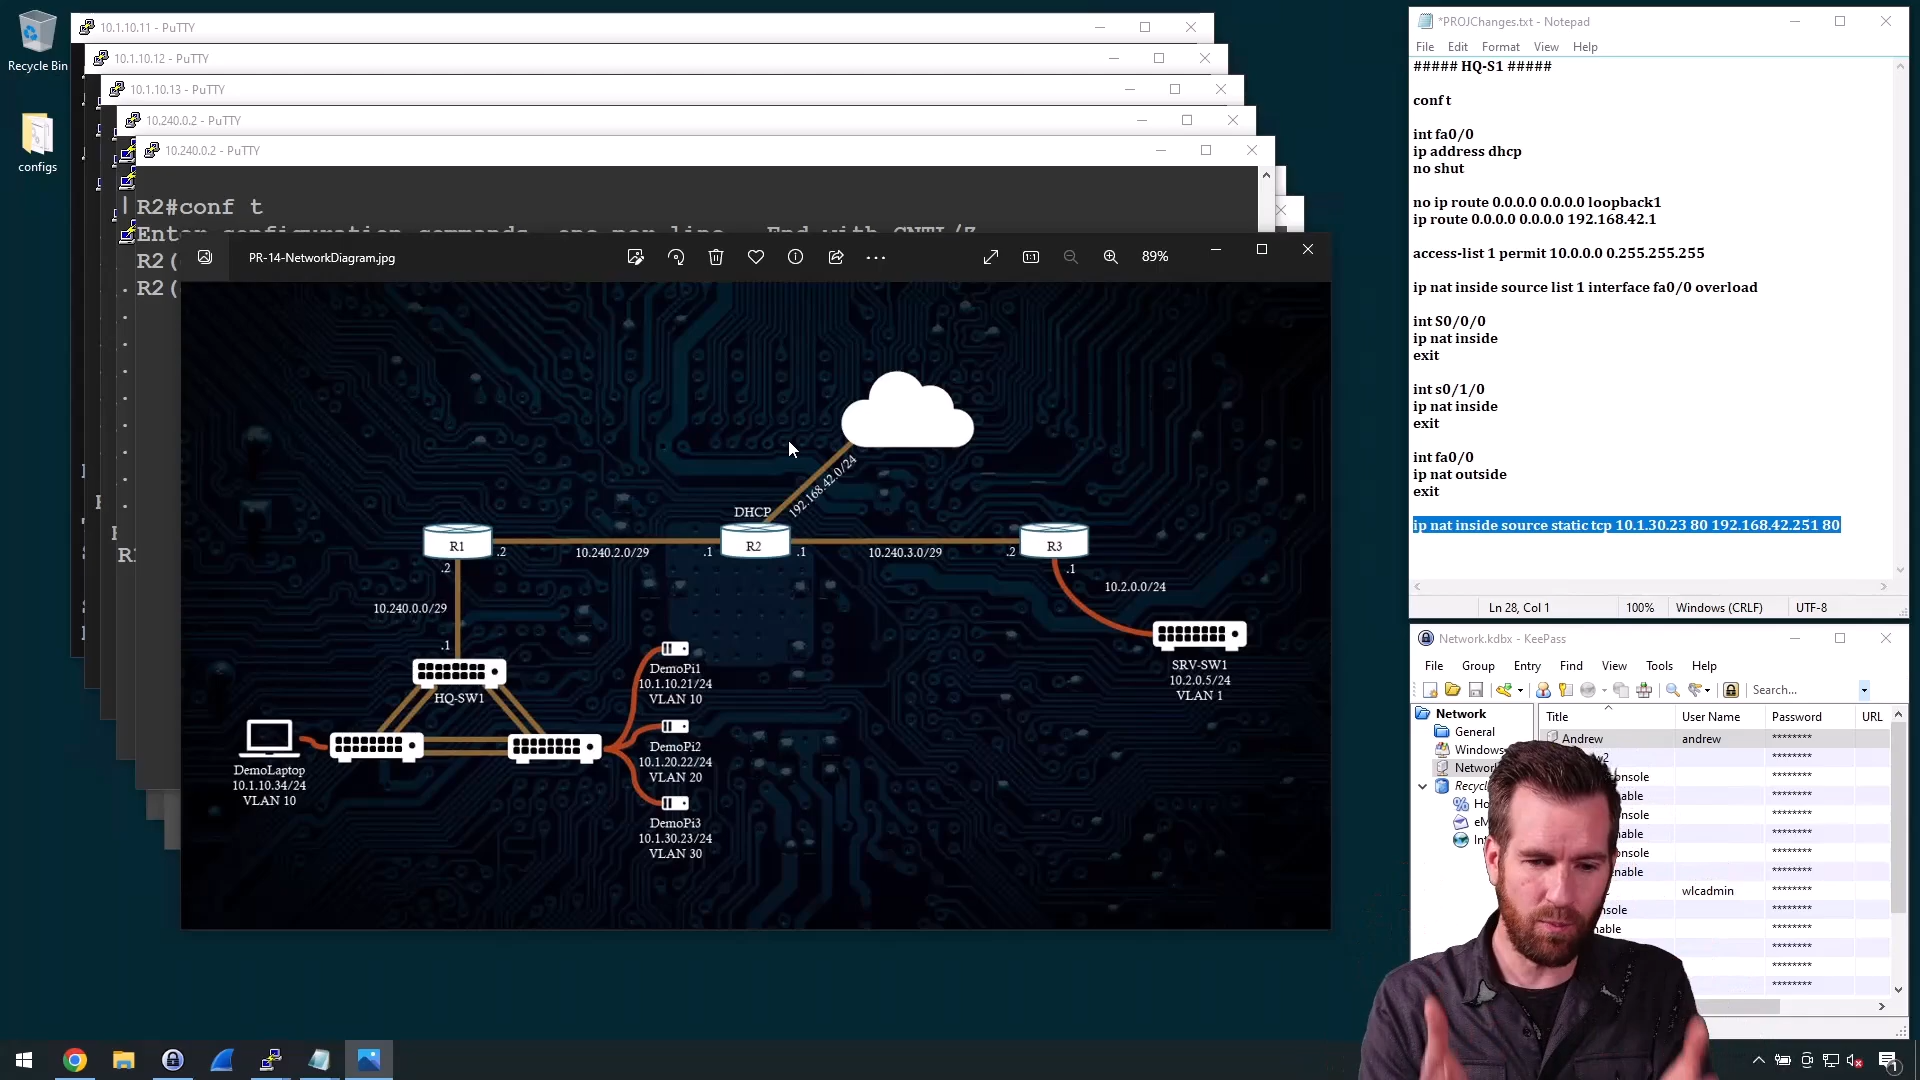 Recycle Bin
configs
10.1.10.11 - PuTTY
10.1.10.12 - PuTTY
10.1.10.13 - PuTTY
10.240.0.2 - PuTTY
10.240.0.2 - PuTTY
R2#conf t
Enter configuration commands, one per line. End with CNTL/Z
R2(
R2(
PR-14-NetworkDiagram.jpg
89%
192.168.42.0/24
DHCP
R1
.2
10.240.2.0/29
.1
R2
.1
10.240.3.0/29
.2
R3
.2
.1
10.2.0.0/24
10.240.0.0/29
.1
HQ-SW1
SRV-SW1
10.2.0.5/24
VLAN 1
DemoPi1
10.1.10.21/24
VLAN 10
DemoPi2
10.1.20.22/24
VLAN 20
DemoPi3
10.1.30.23/24
VLAN 30
DemoLaptop
10.1.10.34/24
VLAN 10
*PROJChanges.txt - Notepad
File Edit Format View Help
##### HQ-S1 #####
conf t
int fa0/0
ip address dhcp
no shut
no ip route 0.0.0.0 0.0.0.0 loopback1
ip route 0.0.0.0 0.0.0.0 192.168.42.1
access-list 1 permit 10.0.0.0 0.255.255.255
ip nat inside source list 1 interface fa0/0 overload
int S0/0/0
ip nat inside
exit
int s0/1/0
ip nat inside
exit
int fa0/0
ip nat outside
exit
ip nat inside source static tcp 10.1.30.23 80 192.168.42.251 80
Ln 28, Col 1 100% Windows (CRLF) UTF-8
Network.kdbx - KeePass
File Group Entry Find View Tools Help
Search...
Network
General
Windows
Title User Name Password URL
Andrew andrew ********
********
********
********
********
********
********
********
wlcadmin ********
********
********
********
********
********
1